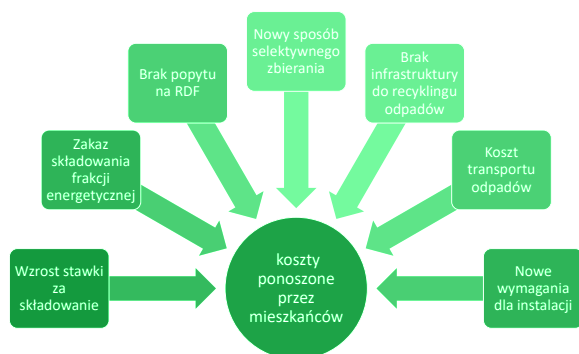 Nowy sposób
selektywnego
zbierania
Brak popytu
na RDF
Brak
infrastruktury
do recyklingu
odpadów
Zakaz
składowania
frakcji
energetycznej
Koszt
transportu
odpadów
Wzrost stawki
za
składowanie
koszty
ponoszone
przez
mieszkańców
Nowe
wymagania
dla instalacji